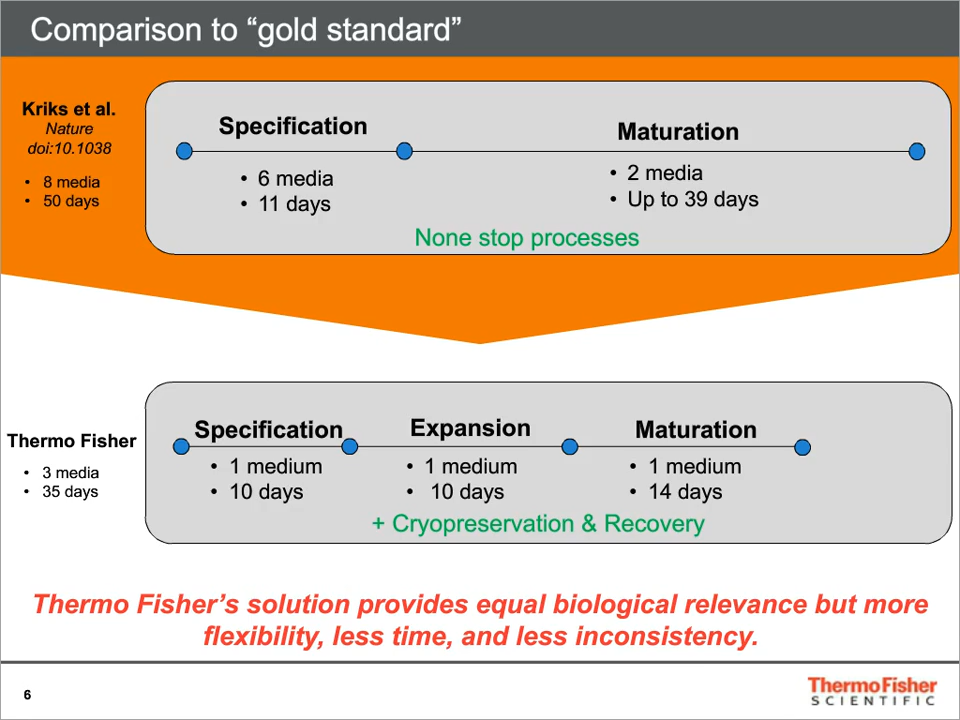 Comparison to “gold standard”
Kriks et al.
Nature
doi:10.1038
• 8 media
• 50 days
Specification
• 6 media
• 11 days
Maturation
• 2 media
• Up to 39 days
None stop processes
Thermo Fisher
• 3 media
• 35 days
Specification
• 1 medium
• 10 days
Expansion
• 1 medium
• 10 days
Maturation
• 1 medium
• 14 days
+ Cryopreservation & Recovery
Thermo Fisher’s solution provides equal biological relevance but more
flexibility, less time, and less inconsistency.
6
ThermoFisher
SCIENTIFIC